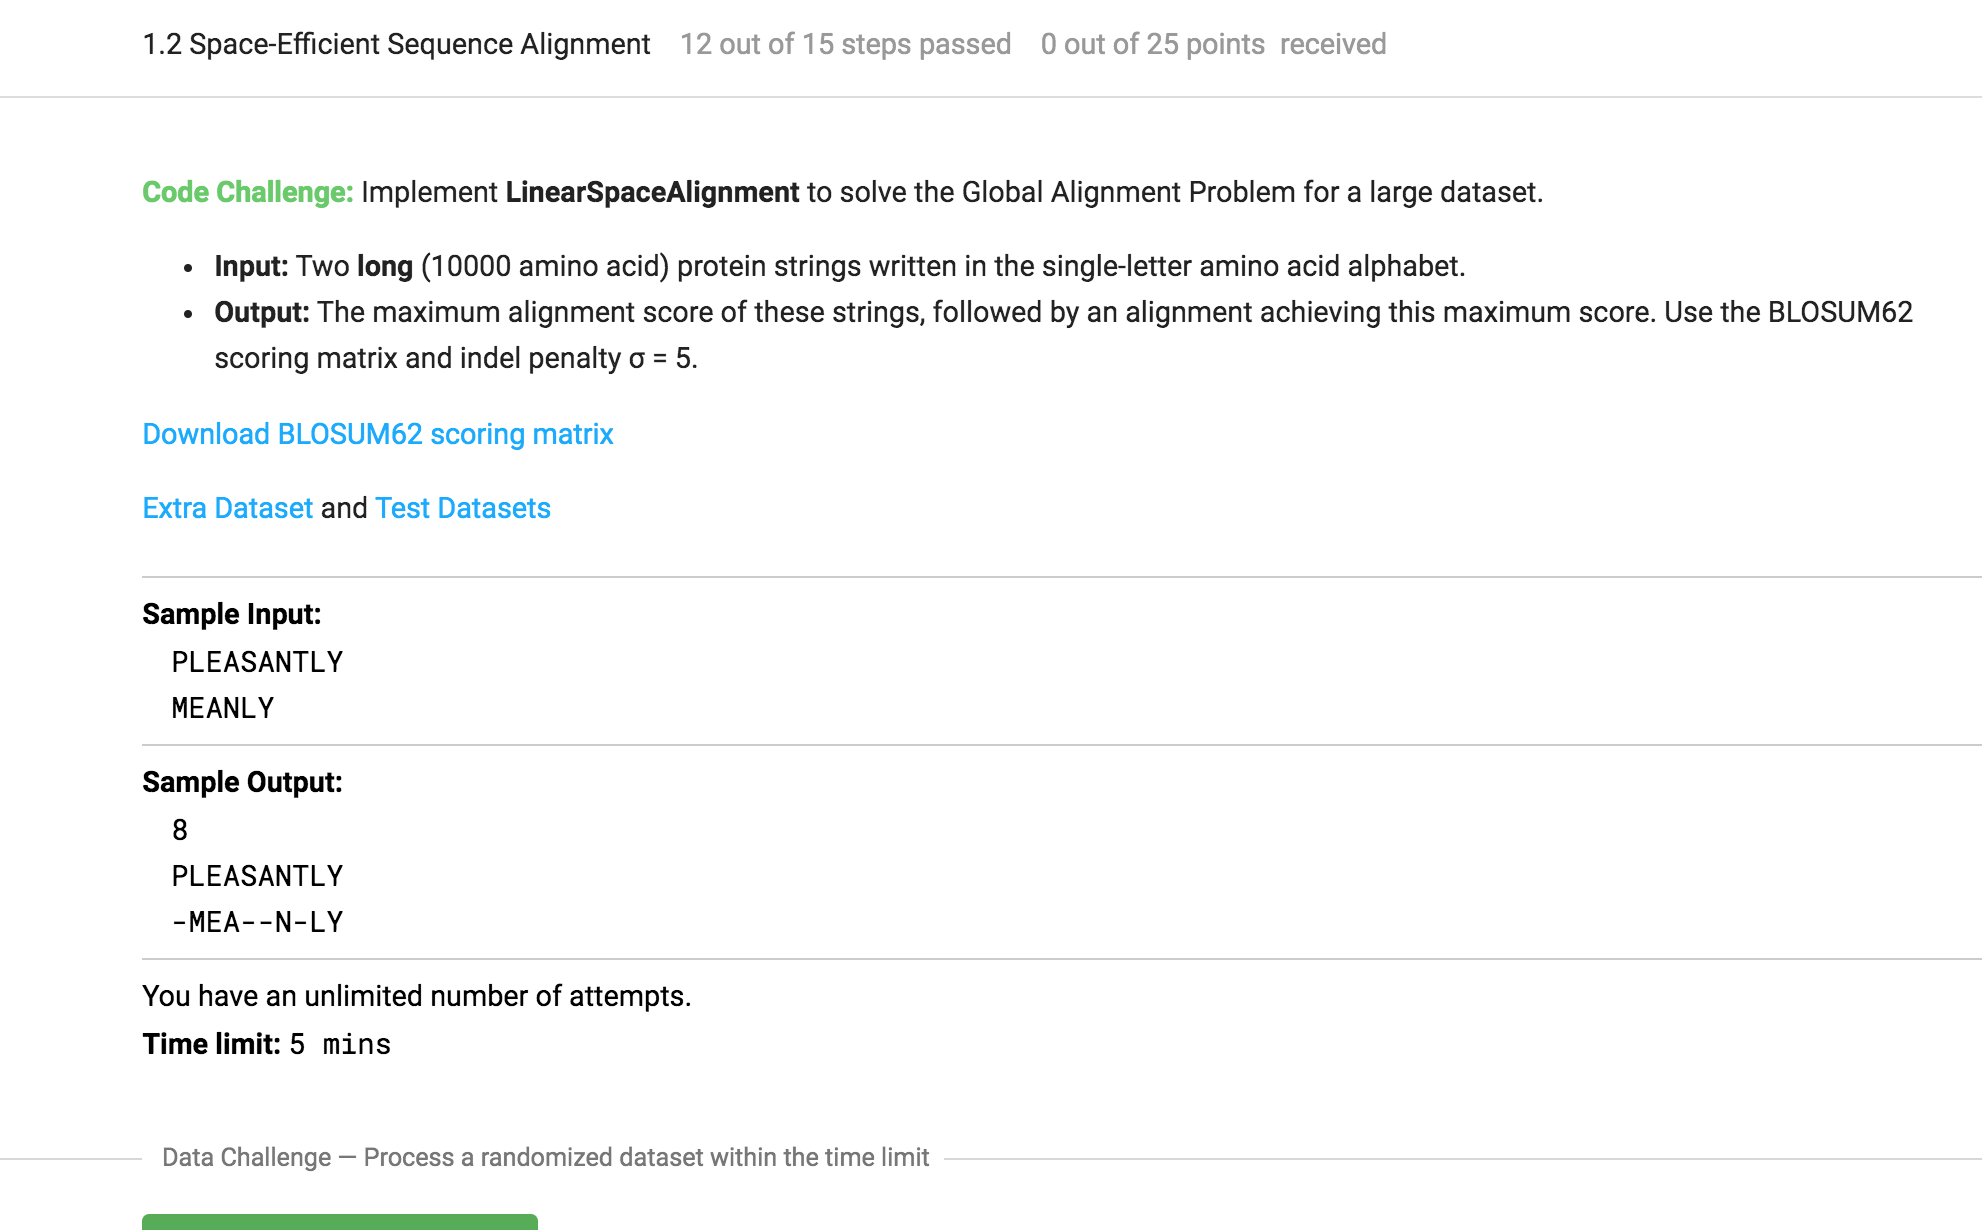 1.2 Space-Efficient Sequence Alignment 12 out of 15 steps passed 0 out of 25 points received
Code Challenge: Implement LinearSpaceAlignment to solve the Global Alignment Problem for a large dataset.
• Input: Two long (10000 amino acid) protein strings written in the single-letter amino acid alphabet.
• Output: The maximum alignment score of these strings, followed by an alignment achieving this maximum score. Use the BLOSUM62
scoring matrix and indel penalty σ = 5.
Download BLOSUM62 scoring matrix
Extra Dataset and Test Datasets
Sample Input:
PLEASANTLY
MEANLY
Sample Output:
8
PLEASANTLY
-MEA--N-LY
You have an unlimited number of attempts.
Time limit: 5 mins
Data Challenge — Process a randomized dataset within the time limit